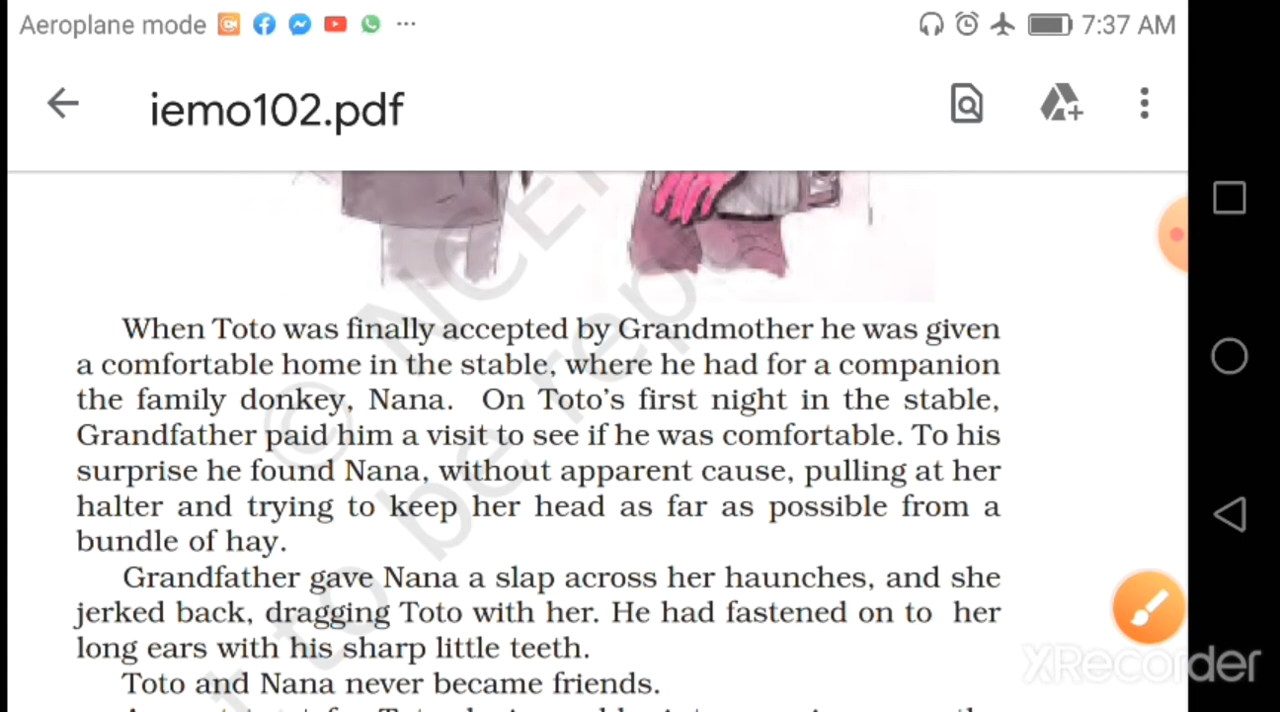 Aeroplane mode ... 7:37 AM
iemo102.pdf
© NCER
When Toto was finally accepted by Grandmother he was given
a comfortable home in the stable, where he had for a companion
the family donkey, Nana. On Toto's first night in the stable,
Grandfather paid him a visit to see if he was comfortable. To his
surprise he found Nana, without apparent cause, pulling at her
halter and trying to keep her head as far as possible from a
bundle of hay.
Grandfather gave Nana a slap across her haunches, and she
jerked back, dragging Toto with her. He had fastened on to her
long ears with his sharp little teeth.
Toto and Nana never became friends.
to be repu
XRecorder